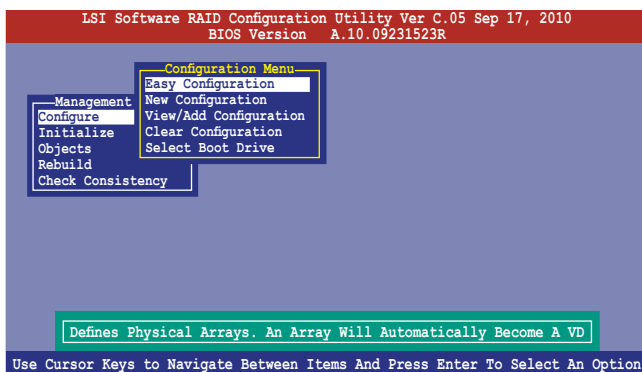 LSI Software RAID Configuration Utility Ver C.05 Sep 17, 2010
BIOS Version A.10.09231523R
Configuration Menu
Easy Configuration
New Configuration
View/Add Configuration
Clear Configuration
Select Boot Drive
Management
Configure
Initialize
Objects
Rebuild
Check Consistency
Defines Physical Arrays. An Array Will Automatically Become A VD
Use Cursor Keys to Navigate Between Items And Press Enter To Select An Option